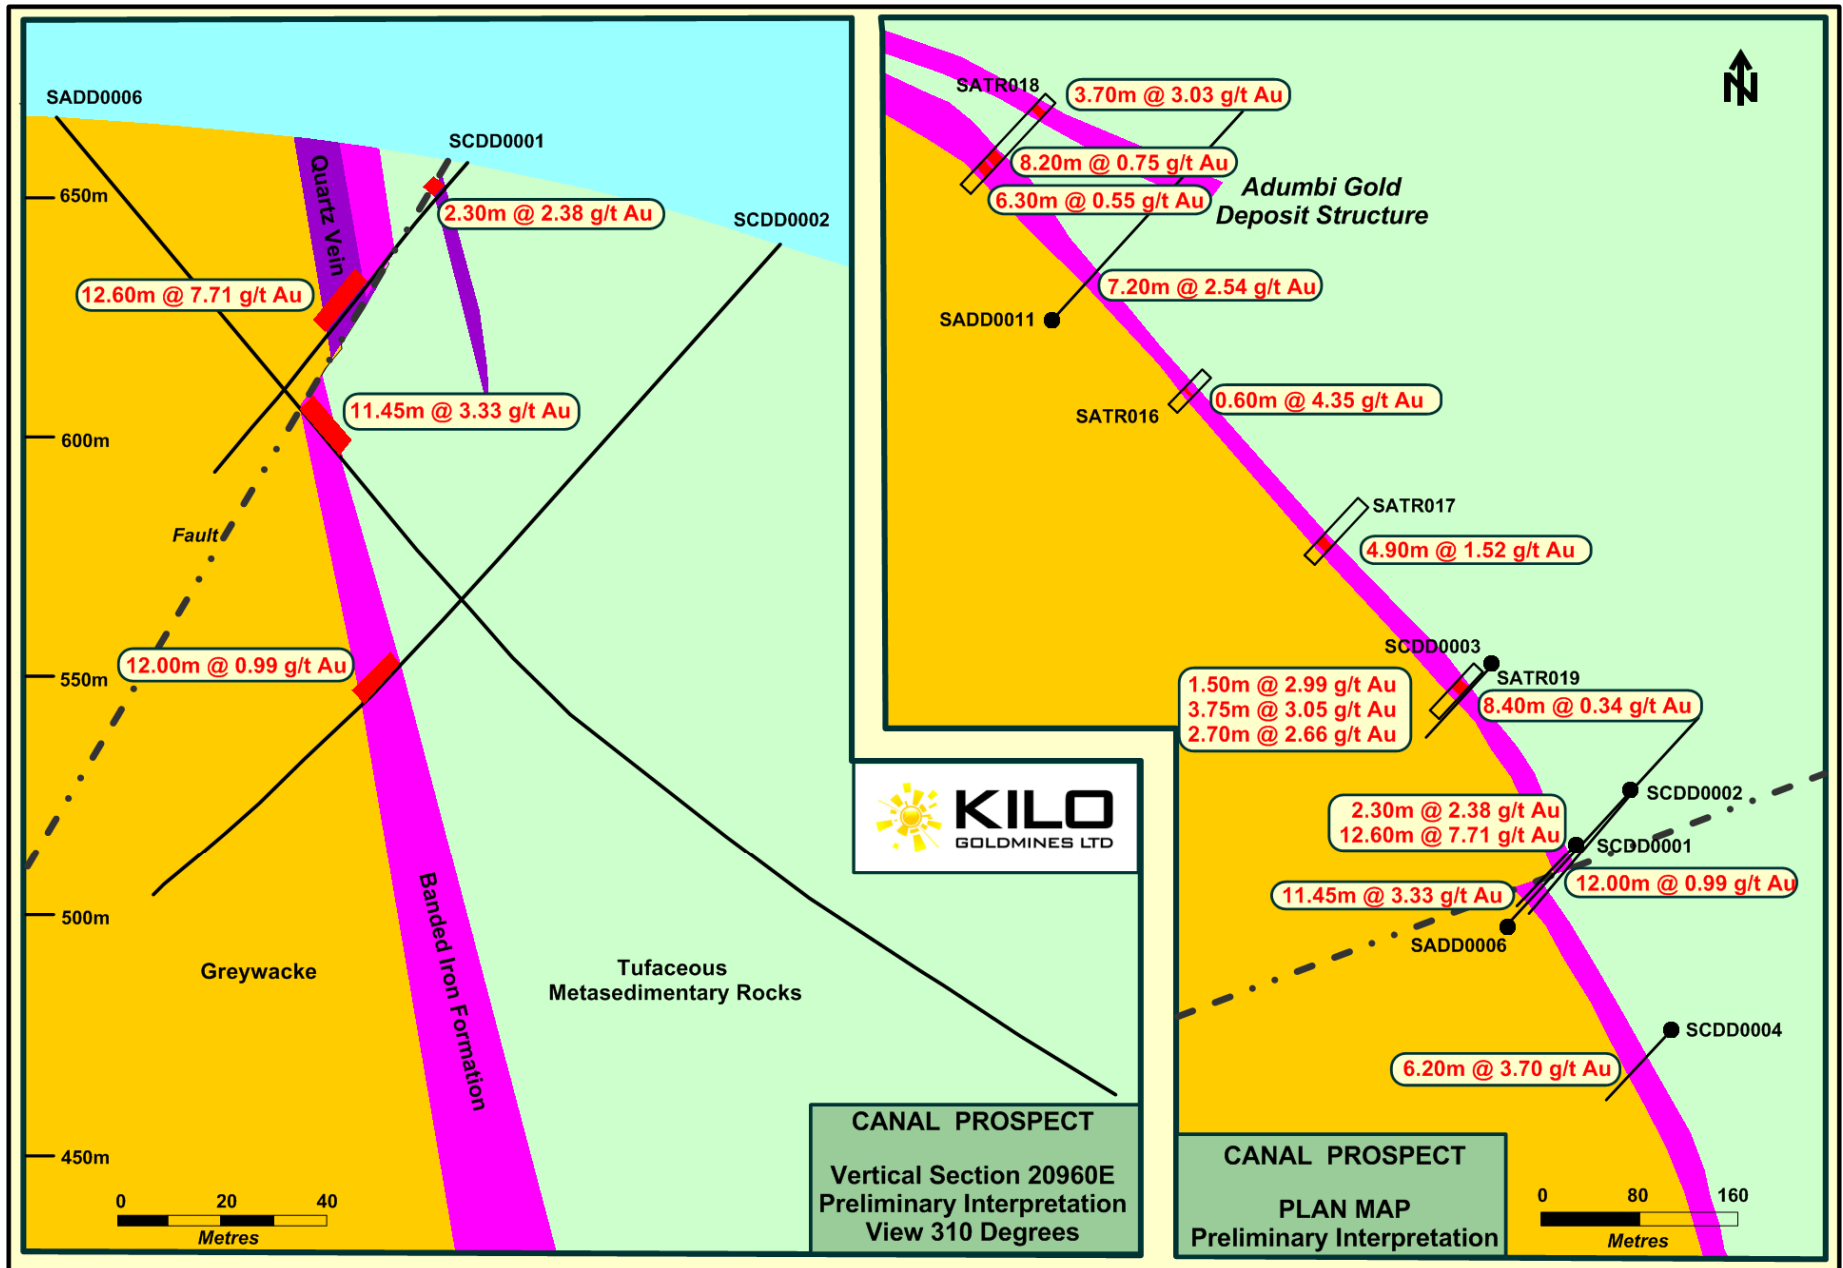 SADD0006
SCDD0001
SCDD0002
650m
600m
550m
500m
450m
Quartz Vein
2.30m @ 2.38 g/t Au
12.60m @ 7.71 g/t Au
11.45m @ 3.33 g/t Au
Fault
12.00m @ 0.99 g/t Au
Banded Iron Formation
Greywacke
Tufaceous
Metasedimentary Rocks
0 20 40
Metres
CANAL PROSPECT
Vertical Section 20960E
Preliminary Interpretation
View 310 Degrees
KILO
GOLDMINES LTD
N
SATR018
3.70m @ 3.03 g/t Au
8.20m @ 0.75 g/t Au
6.30m @ 0.55 g/t Au
Adumbi Gold
Deposit Structure
7.20m @ 2.54 g/t Au
SADD0011
SATR016
0.60m @ 4.35 g/t Au
SATR017
4.90m @ 1.52 g/t Au
SCDD0003
SATR019
1.50m @ 2.99 g/t Au
3.75m @ 3.05 g/t Au
2.70m @ 2.66 g/t Au
8.40m @ 0.34 g/t Au
SCDD0002
2.30m @ 2.38 g/t Au
12.60m @ 7.71 g/t Au
SCDD0001
12.00m @ 0.99 g/t Au
11.45m @ 3.33 g/t Au
SADD0006
SCDD0004
6.20m @ 3.70 g/t Au
CANAL PROSPECT
PLAN MAP
Preliminary Interpretation
0 80 160
Metres